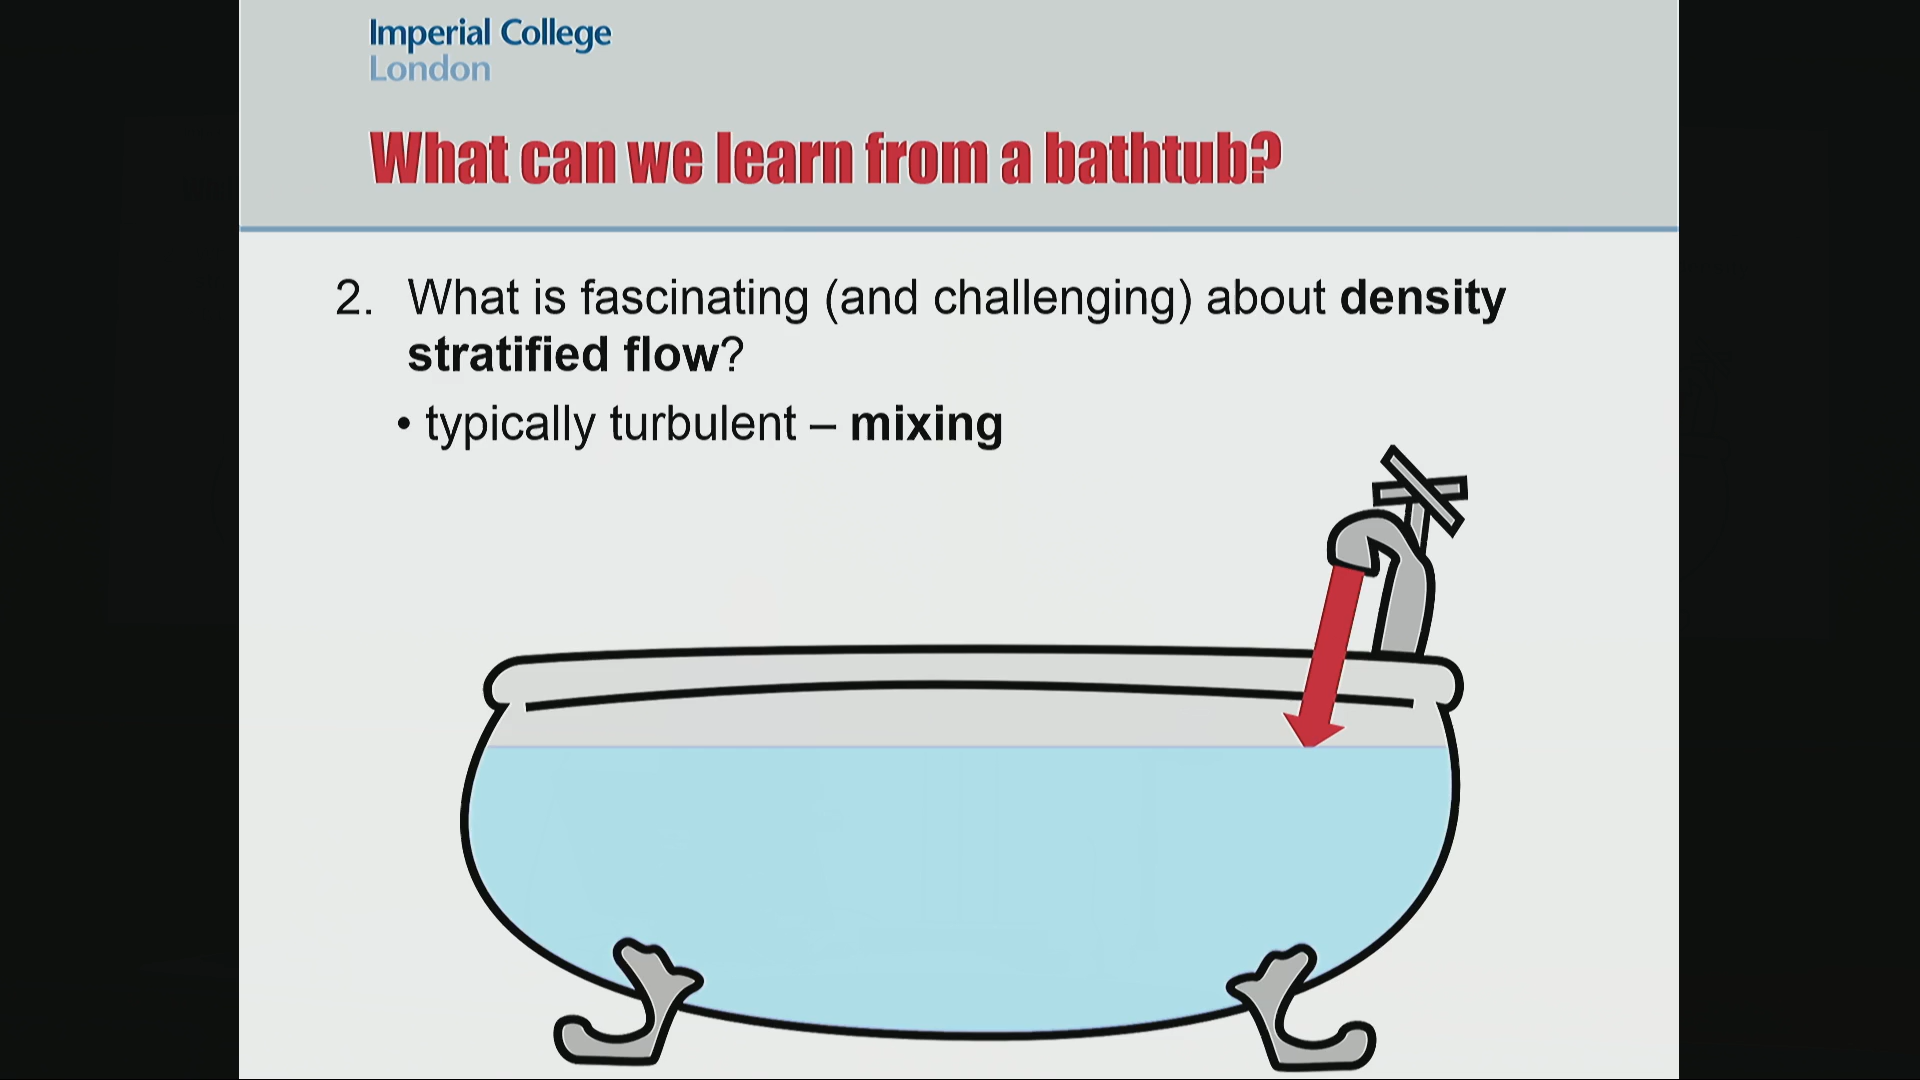 Imperial College
London
What can we learn from a bathtub?
2. What is fascinating (and challenging) about density
stratified flow?
• typically turbulent – mixing